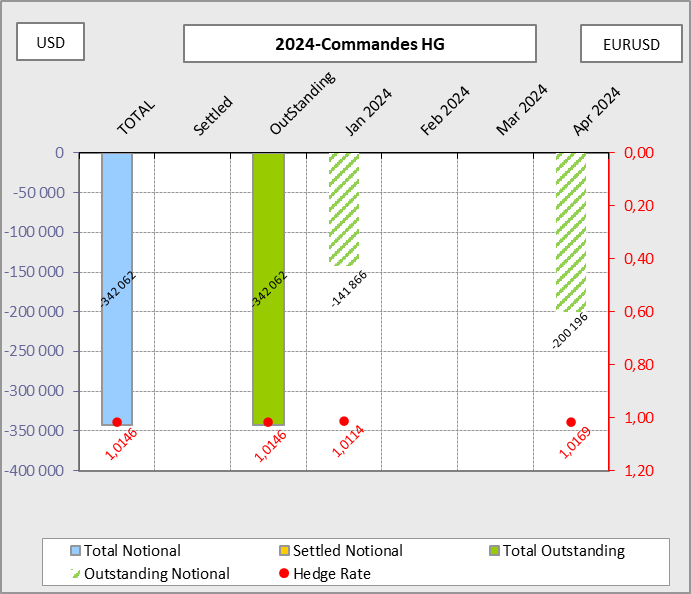 USD
2024-Commandes HG
EURUSD
TOTAL
Settled
OutStanding
Jan 2024
Feb 2024
Mar 2024
Apr 2024
0
-50 000
-100 000
-150 000
-200 000
-250 000
-300 000
-350 000
-400 000
0,00
0,20
0,40
0,60
0,80
1,00
1,20
-342 062
-342 062
-141 866
-200 196
1,0146
1,0146
1,0114
1,0169
Total Notional
Settled Notional
Total Outstanding
Outstanding Notional
Hedge Rate